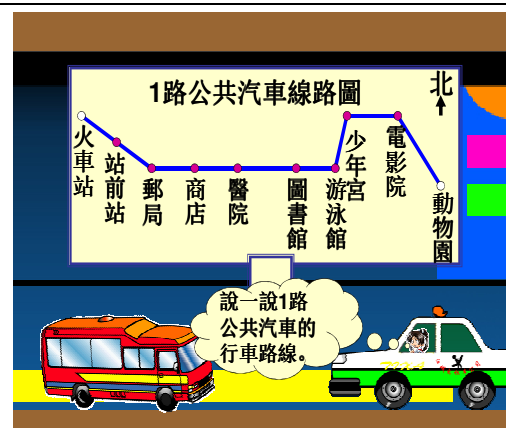 1路公共汽車線路圖
北
火車站
站前站
郵局
商店
醫院
圖書館
游泳館
少年宮
電影院
動物園
說一說1路
公共汽車的
行車路線。